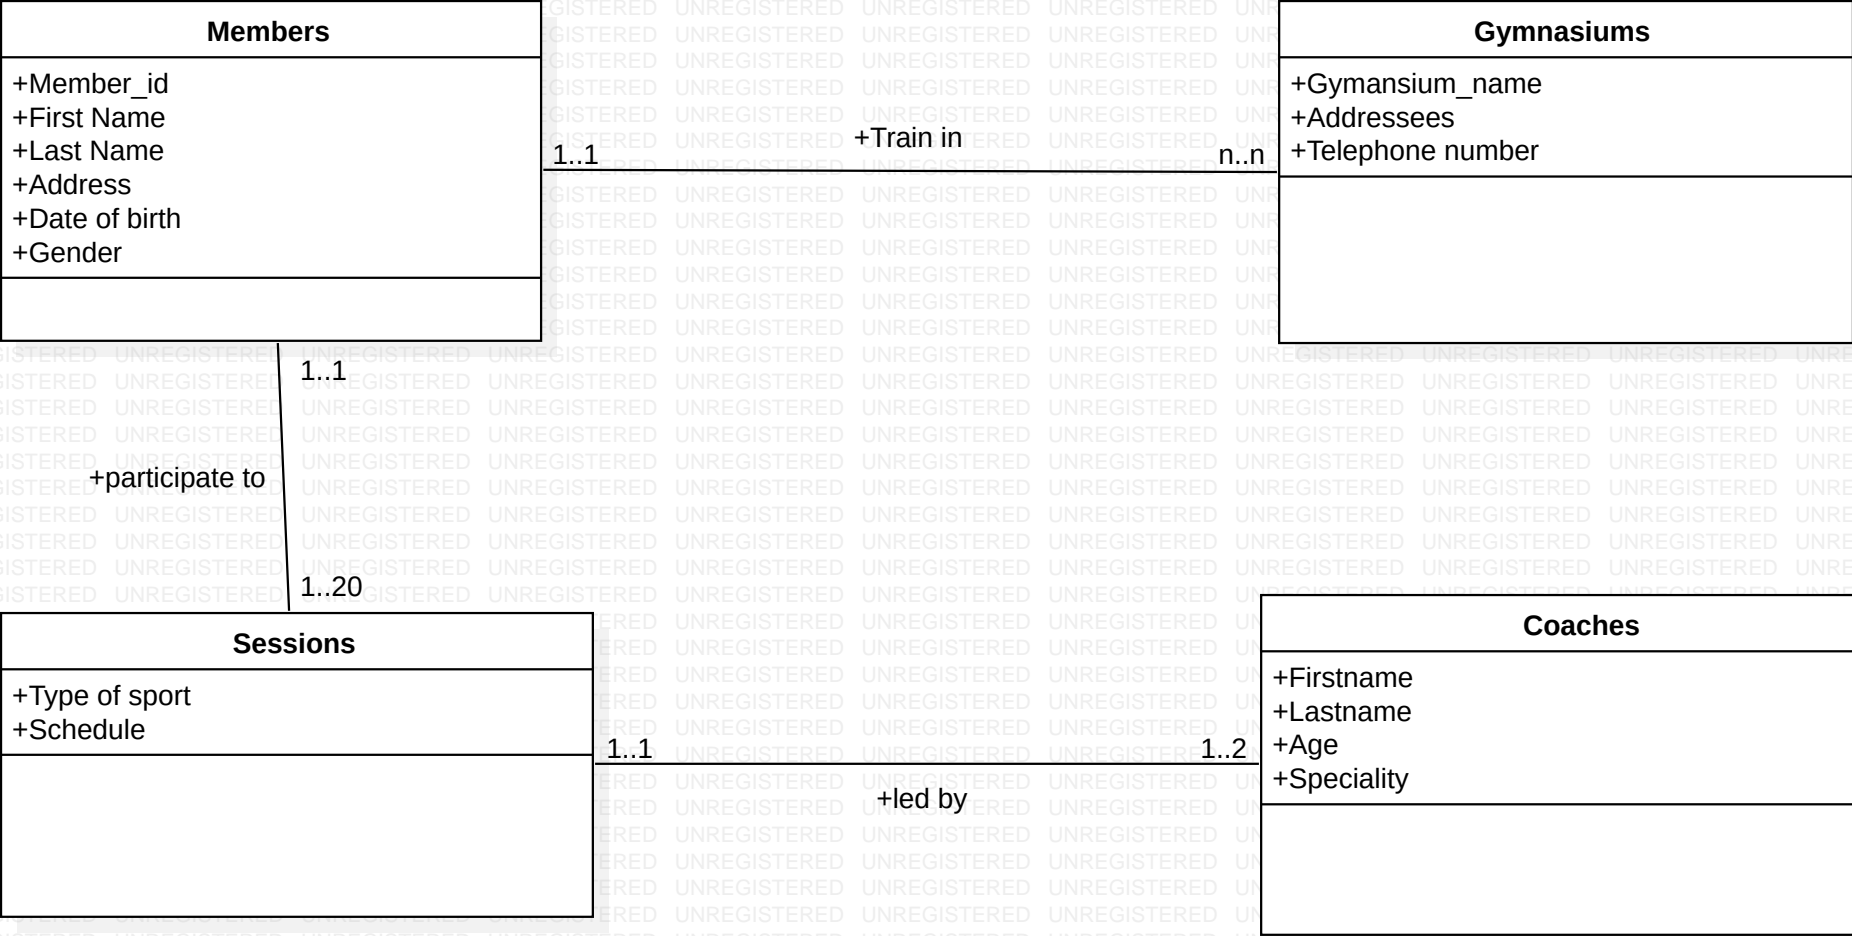 Members
+Member_id
+First Name
+Last Name
+Address
+Date of birth
+Gender
1..1
+Train in
n..n
Gymnasiums
+Gymansium_name
+Addressees
+Telephone number
1..1
+participate to
1..20
Sessions
+Type of sport
+Schedule
1..1
+led by
1..2
Coaches
+Firstname
+Lastname
+Age
+Speciality
UNREGISTERED